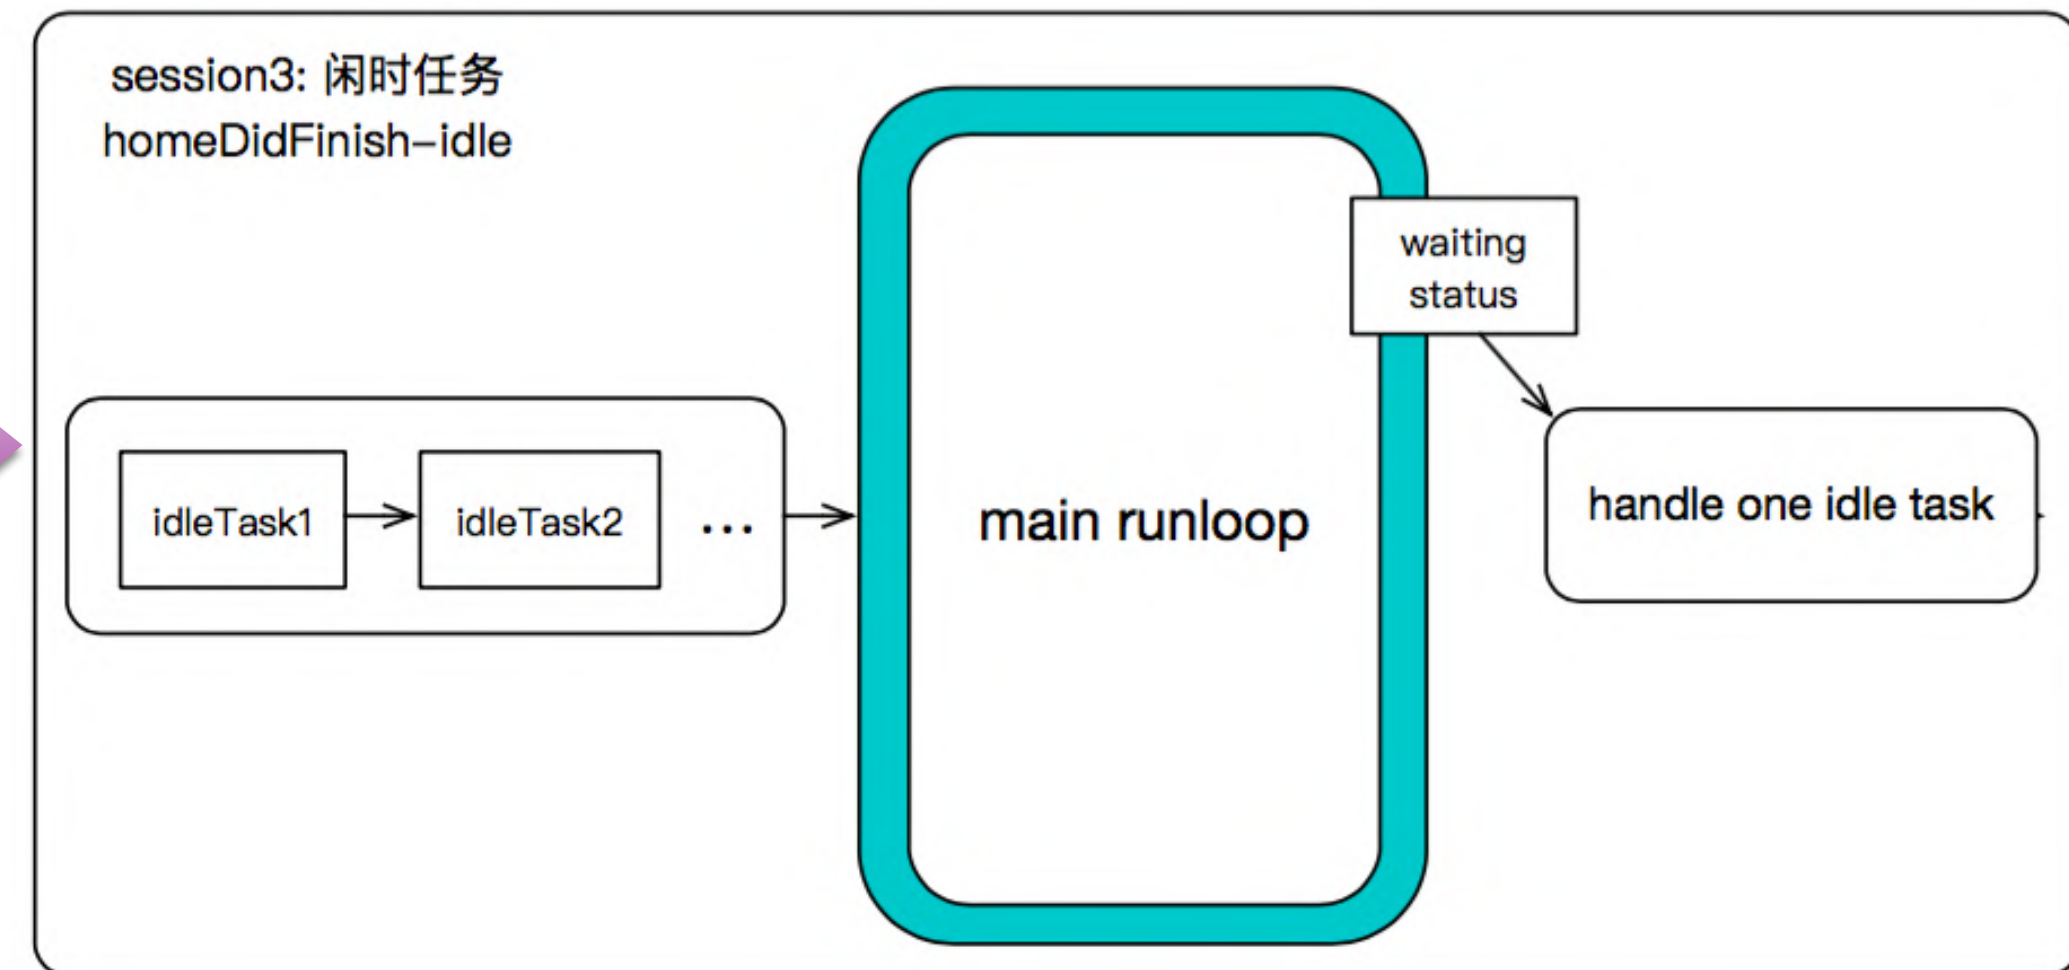 session3: 闲时任务
homeDidFinish–idle
waiting
status
idleTask1
idleTask2
...
main runloop
handle one idle task